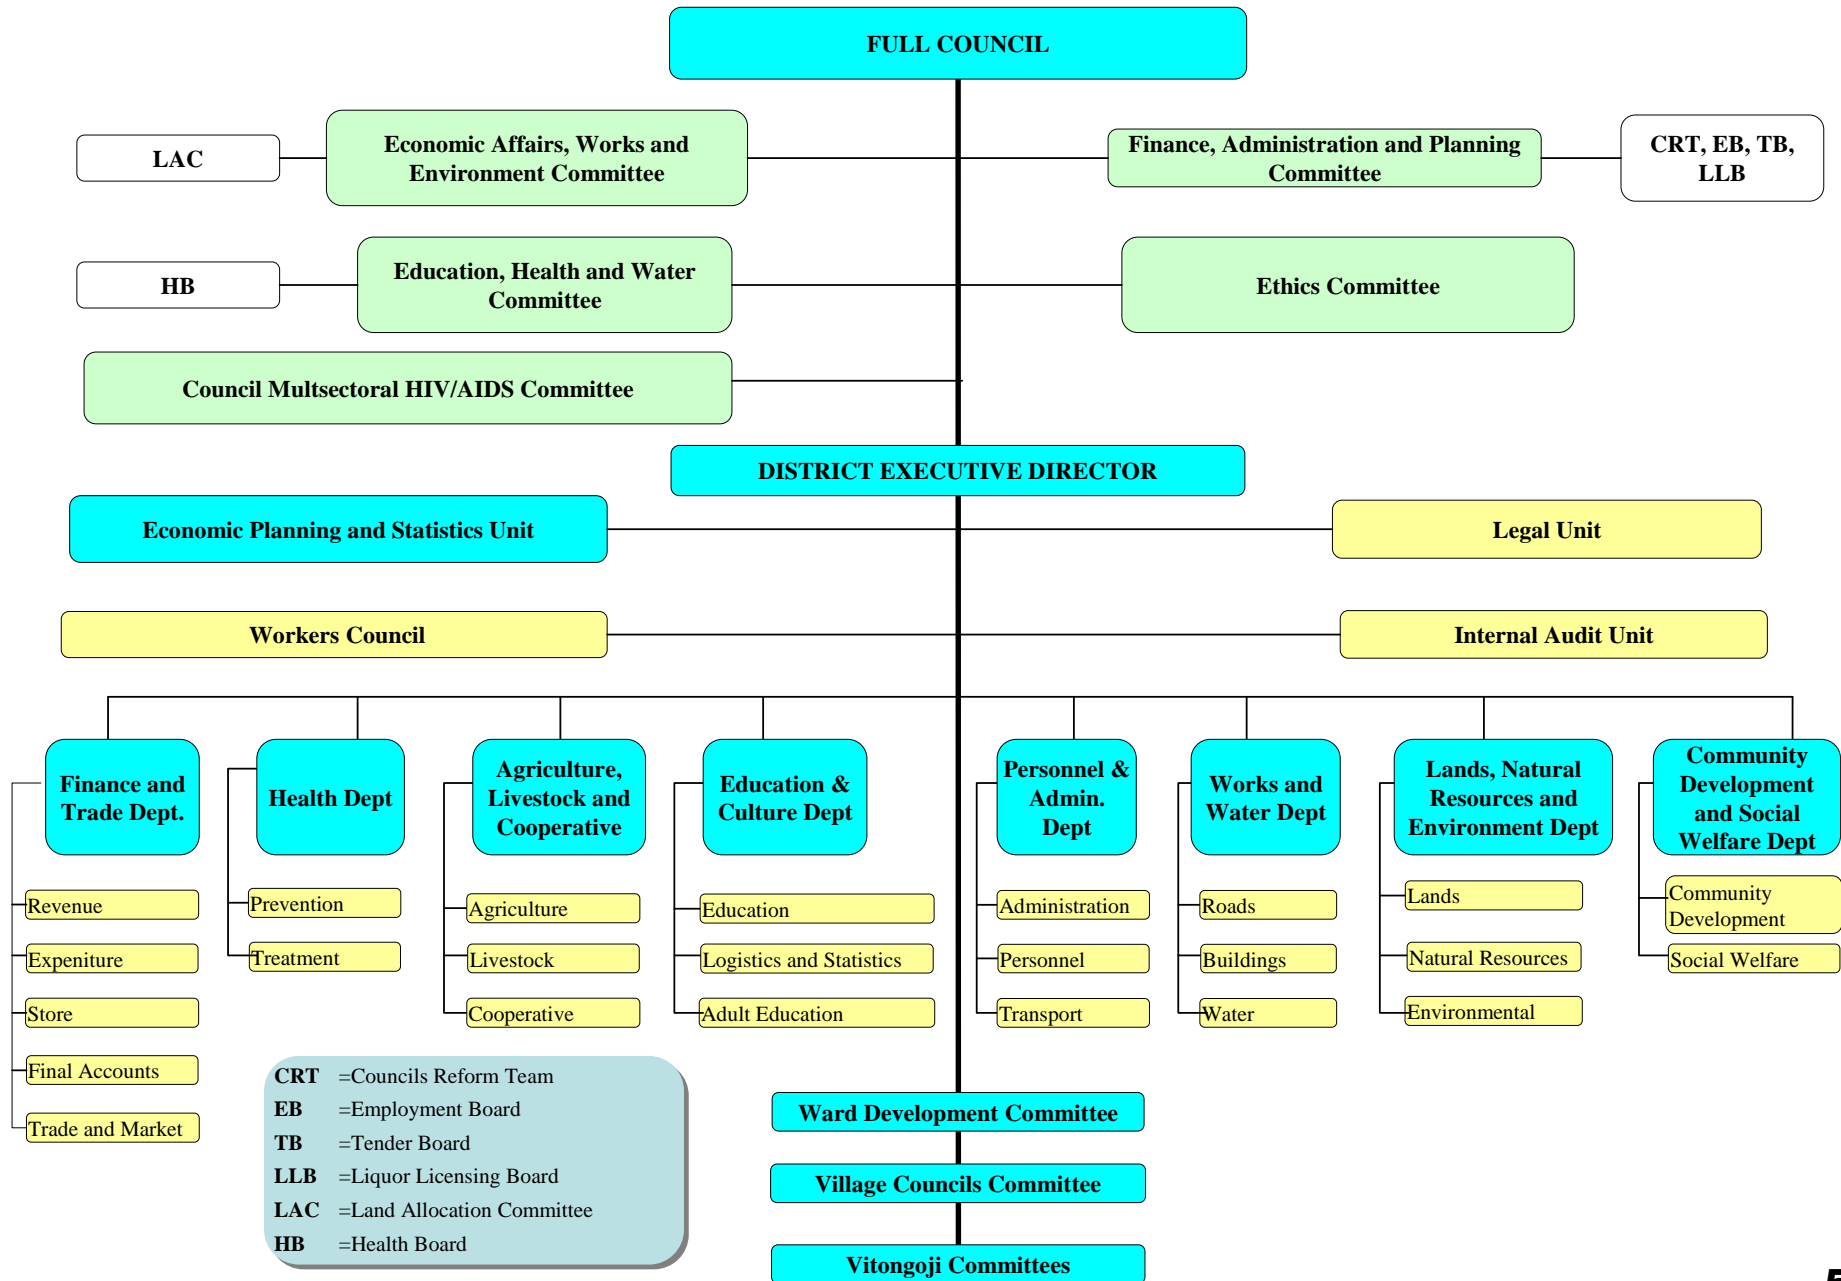 FULL COUNCIL
LAC
Economic Affairs, Works and
Environment Committee
Finance, Administration and Planning
Committee
CRT, EB, TB,
LLB
HB
Education, Health and Water
Committee
Ethics Committee
Council Multsectoral HIV/AIDS Committee
DISTRICT EXECUTIVE DIRECTOR
Economic Planning and Statistics Unit
Legal Unit
Workers Council
Internal Audit Unit
Finance and
Trade Dept.
Health Dept
Agriculture,
Livestock and
Cooperative
Education &
Culture Dept
Personnel &
Admin.
Dept
Works and
Water Dept
Lands, Natural
Resources and
Environment Dept
Community
Development
and Social
Welfare Dept
Revenue
Expeniture
Store
Final Accounts
Trade and Market
Prevention
Treatment
Agriculture
Livestock
Cooperative
Education
Logistics and Statistics
Adult Education
Administration
Personnel
Transport
Roads
Buildings
Water
Lands
Natural Resources
Environmental
Community
Development
Social Welfare
CRT =Councils Reform Team
EB =Employment Board
TB =Tender Board
LLB =Liquor Licensing Board
LAC =Land Allocation Committee
HB =Health Board
Ward Development Committee
Village Councils Committee
Vitongoji Committees